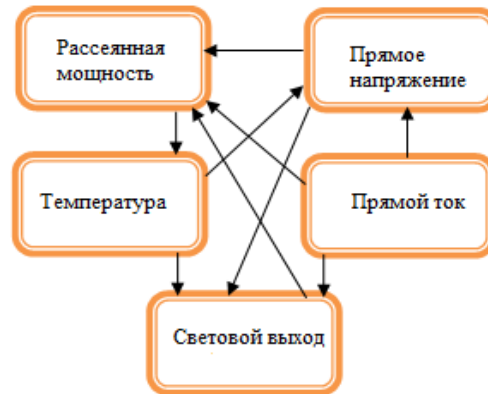 Рассеянная
мощность
Прямое
напряжение
Температура
Прямой ток
Световой выход